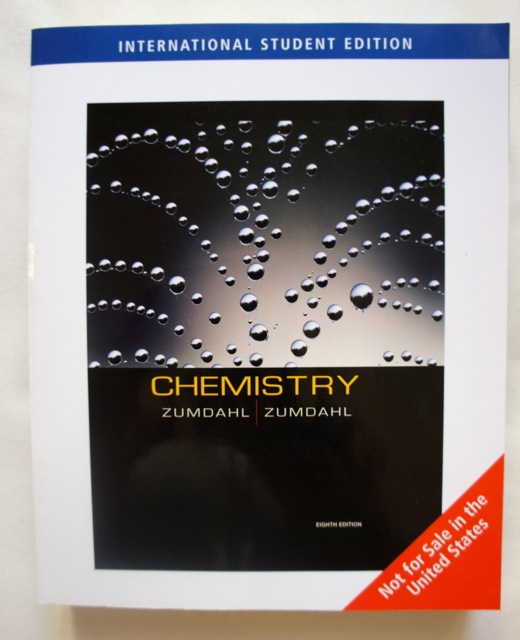 INTERNATIONAL STUDENT EDITION
CHEMISTRY
ZUMDAHL | ZUMDAHL
EIGHTH EDITION
Not for Sale in the
United States